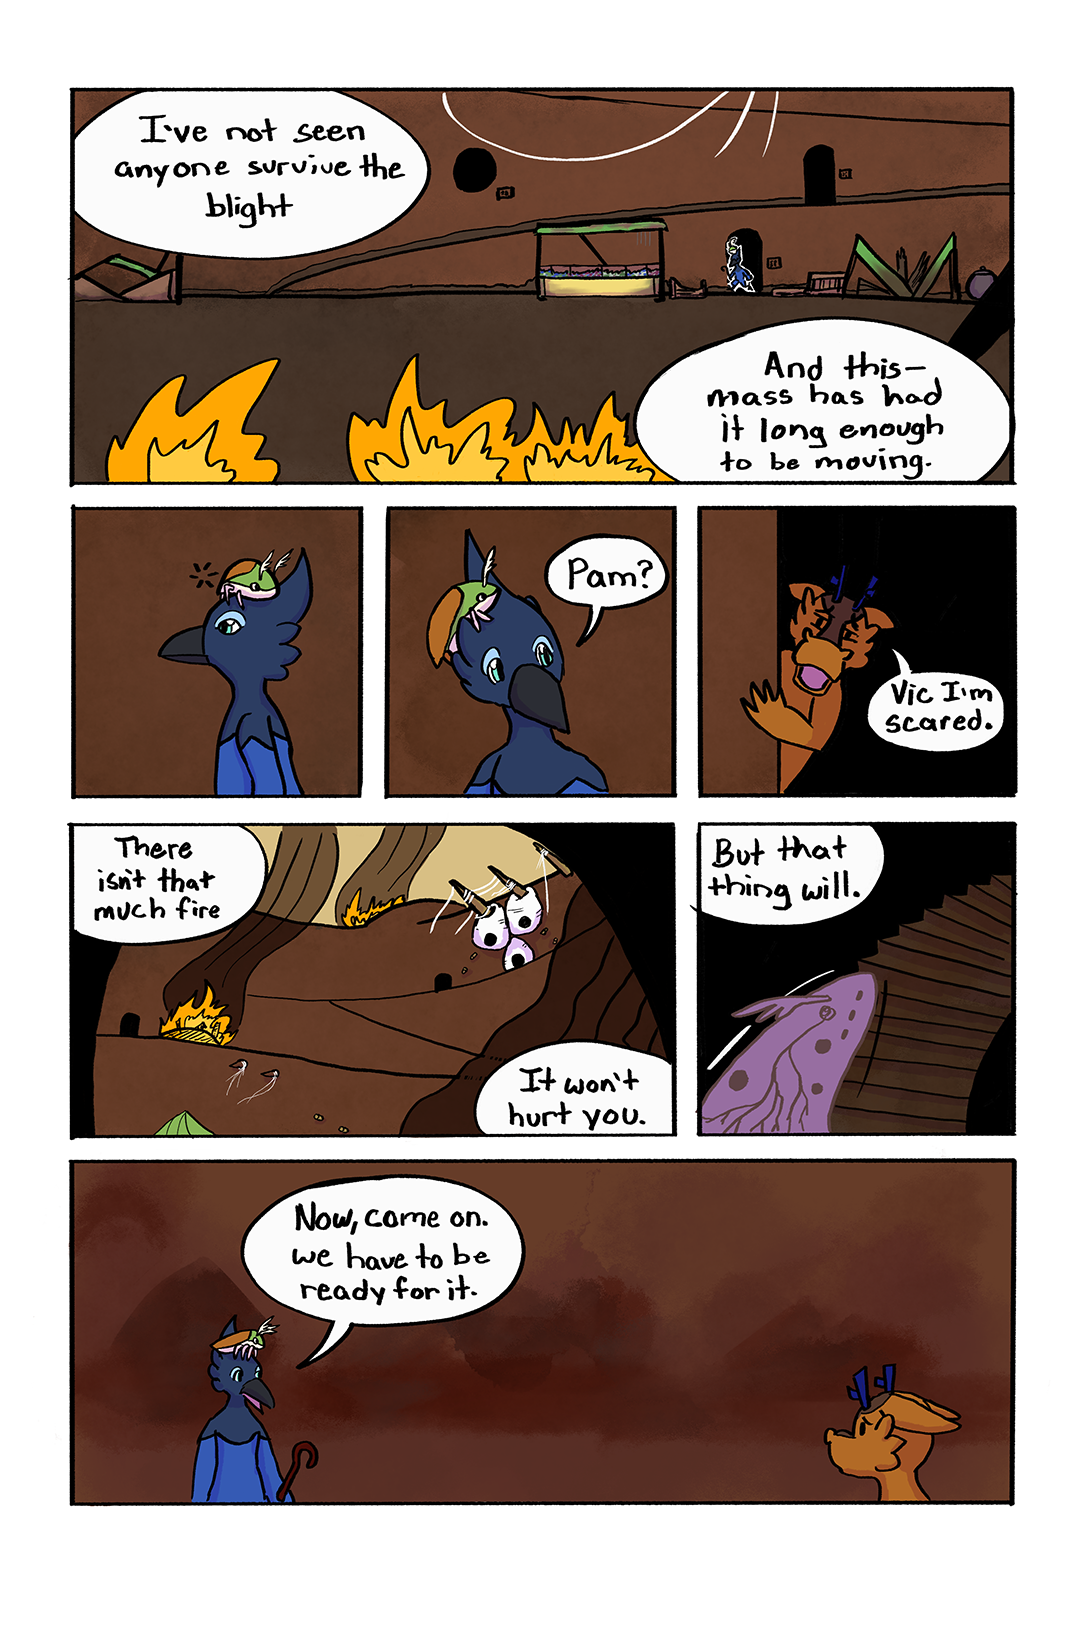 I've not seen
anyone survive the
blight
And this—
mass has had
it long enough
to be moving.
Pam?
Vic I'm
scared.
There
isn't that
much fire
It won't
hurt you.
But that
thing will.
Now, come on.
we have to be
ready for it.